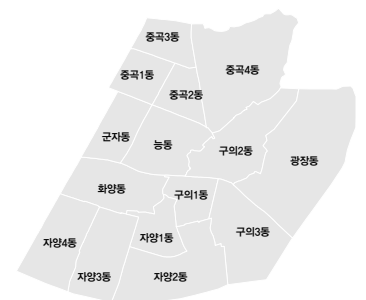 중곡3동
중곡1동
중곡4동
중곡2동
군자동
능동
구의2동
광장동
화양동
구의1동
구의3동
자양1동
자양4동
자양3동
자양2동